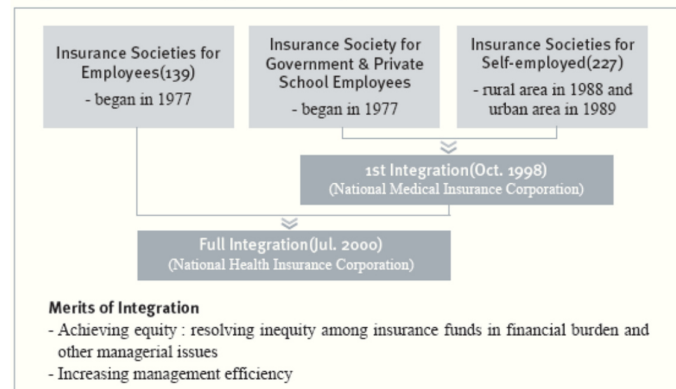 Insurance Societies for
Employees(139)
- began in 1977
Insurance Society for
Government & Private
School Employees
- began in 1977
Insurance Societies for
Self-employed(227)
- rural area in 1988 and
urban area in 1989
1st Integration(Oct. 1998)
(National Medical Insurance Corporation)
Full Integration(Jul. 2000)
(National Health Insurance Corporation)
Merits of Integration
- Achieving equity : resolving inequity among insurance funds in financial burden and
other managerial issues
- Increasing management efficiency